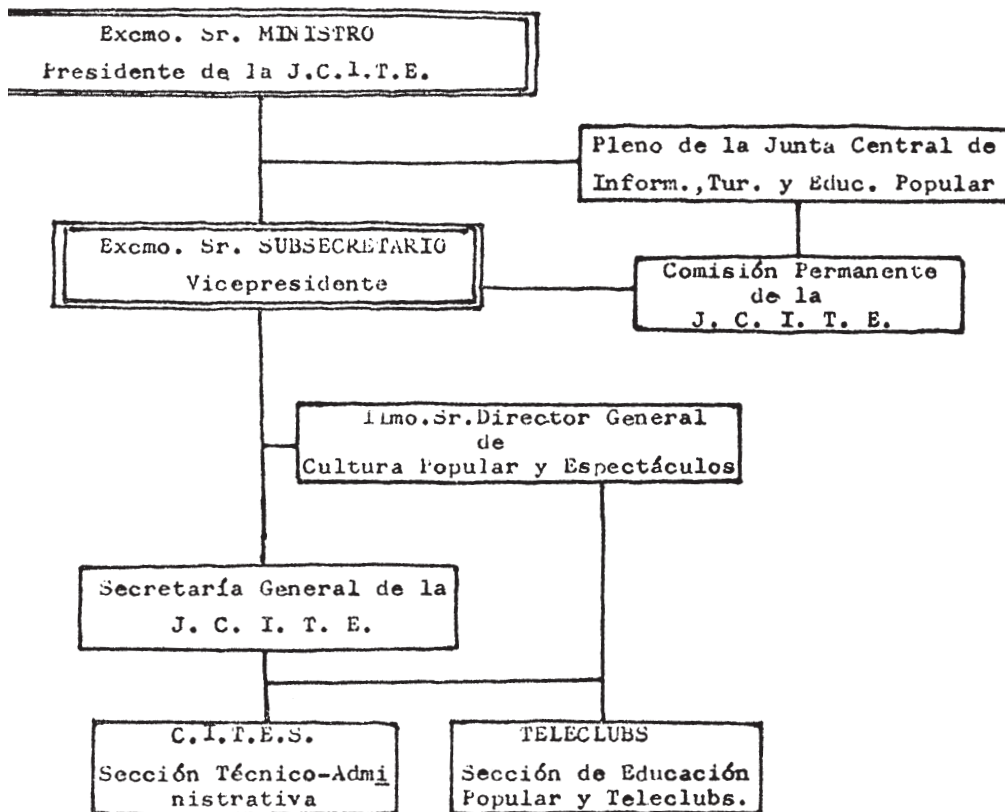 Excmo. Sr. MINISTRO
Presidente de la J.C.I.T.E.
Pleno de la Junta Central de
Inform.,Tur. y Educ. Popular
Excmo. Sr. SUBSECRETARIO
Vicepresidente
Comisión Permanente
de la
J. C. I. T. E.
Ilmo.Sr.Director General
de
Cultura Popular y Espectáculos
Secretaría General de la
J. C. I. T. E.
C.I.T.E.S.
Sección Técnico-Admi
nistrativa
TELECLUBS
Sección de Educación
Popular y Teleclubs.